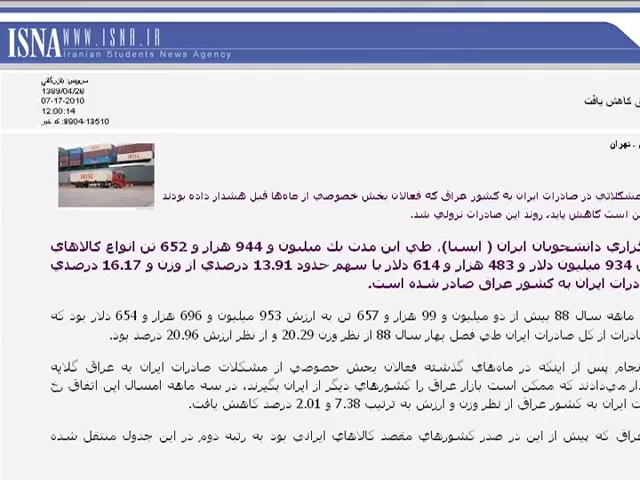 ISNA WWW.ISNA.IR
Iranian Students News Agency
سرويس: بازرگاني
1389/04/26
07-17-2010
12:00:14
8904-13510 :كد خبر
كاهش يافت
تهران
مشكلاتي در صادرات ايران به كشور عراق كه فعالان بخش خصوصي از ماه‌ها قبل هشدار داده بودند
است كاهش يابد، روند اين صادرات نزولي شد.
دانشجويان ايران ( ايسنا)، طي اين مدت يك ميليون و 944 هزار و 652 تن انواع كالاهاي
934 ميليون دلار و 483 هزار و 614 دلار با سهم حدود 13.91 درصدي از وزن و 16.17 درصدي
ايران به كشور عراق صادر شده است.
ماهه سال 88 بيش از دو ميليون و 99 هزار و 657 تن به ارزش 953 ميليون و 696 هزار و 654 دلار بود كه
از كل صادرات ايران طي فصل بهار سال 88 از نظر وزن 20.29 و از نظر ارزش 20.96 درصد بود.
پس از اينكه در ماه‌هاي گذشته فعالان بخش خصوصي از مشكلات صادرات ايران به عراق گلايه
مي‌دادند كه ممكن است بازار عراق را كشورهاي ديگر از ايران بگيرند، در سه ماهه امسال اين اتفاق رخ
ايران به كشور عراق از نظر وزن و ارزش به ترتيب 7.38 و 2.01 درصد كاهش يافت.
كه پيش از اين در صدر كشورهاي مقصد كالاهاي ايراني بود به رتبه دوم در اين جدول منتقل شده